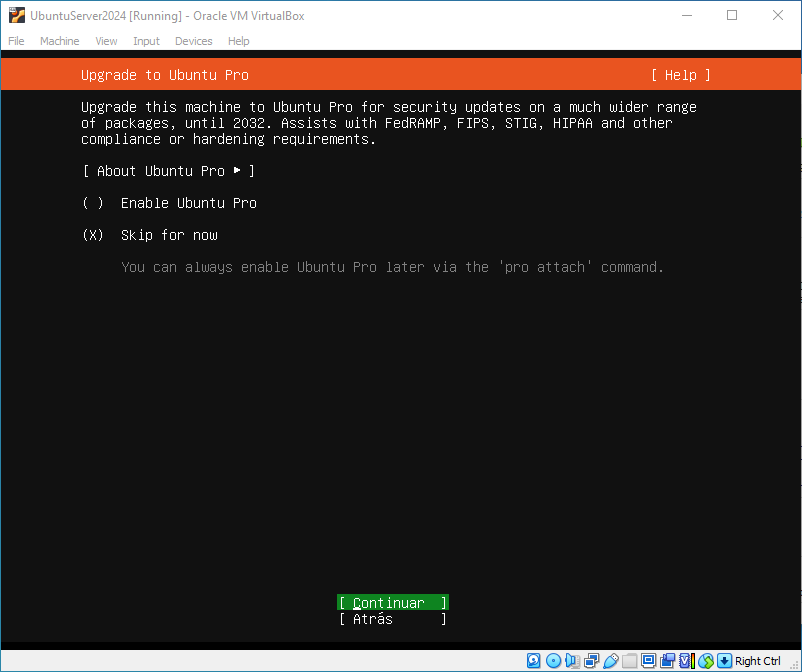 UbuntuServer2024 [Running] - Oracle VM VirtualBox
File Machine View Input Devices Help
Upgrade to Ubuntu Pro [ Help ]
Upgrade this machine to Ubuntu Pro for security updates on a much wider range
of packages, until 2032. Assists with FedRAMP, FIPS, STIG, HIPAA and other
compliance or hardening requirements.
[ About Ubuntu Pro ► ]
( ) Enable Ubuntu Pro
(X) Skip for now
You can always enable Ubuntu Pro later via the 'pro attach' command.
[ Continuar ]
[ Atrás ]
Right Ctrl